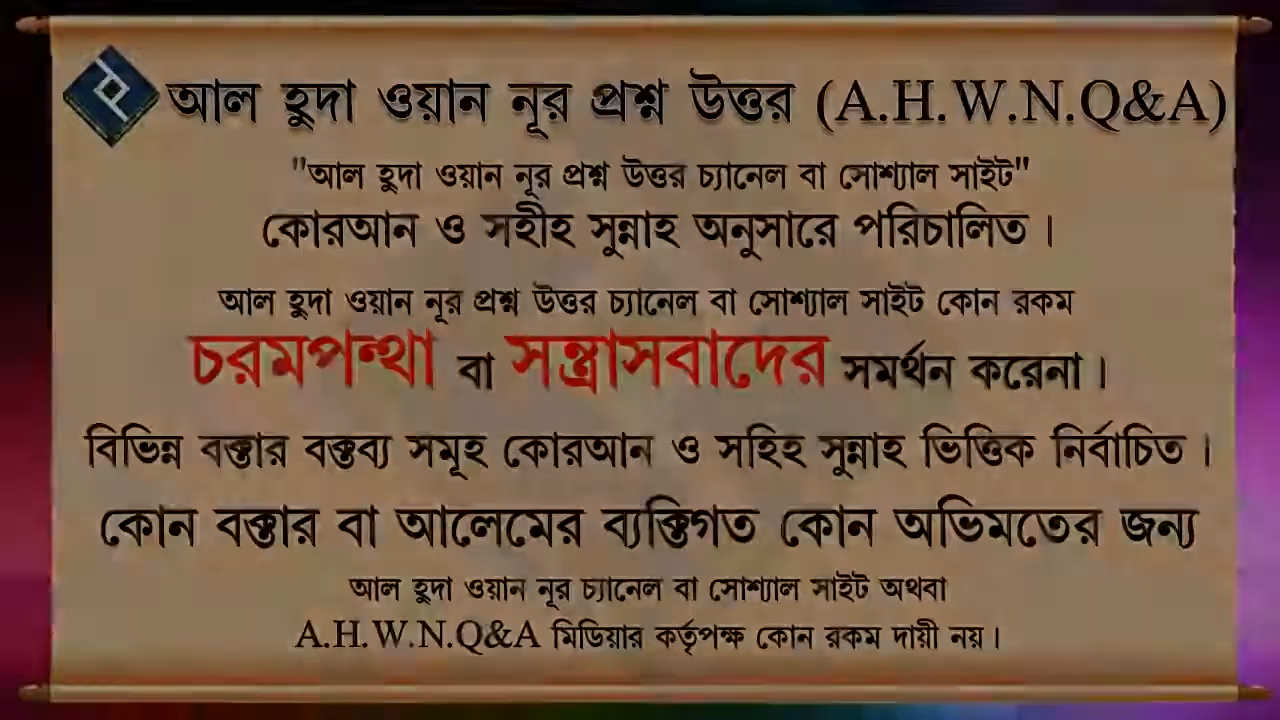 আল হুদা ওয়ান নূর প্রশ্ন উত্তর (A.H.W.N.Q&A)
"আল হুদা ওয়ান নূর প্রশ্ন উত্তর চ্যানেল বা সোশ্যাল সাইট"
কোরআন ও সহীহ সুন্নাহ অনুসারে পরিচালিত ।
আল হুদা ওয়ান নূর প্রশ্ন উত্তর চ্যানেল বা সোশ্যাল সাইট কোন রকম
চরমপন্থা বা সন্ত্রাসবাদের সমর্থন করেনা ।
বিভিন্ন বক্তার বক্তব্য সমূহ কোরআন ও সহিহ সুন্নাহ ভিত্তিক নির্বাচিত ।
কোন বক্তার বা আলেমের ব্যক্তিগত কোন অভিমতের জন্য
আল হুদা ওয়ান নূর চ্যানেল বা সোশ্যাল সাইট অথবা
A.H.W.N.Q&A মিডিয়ার কর্তৃপক্ষ কোন রকম দায়ী নয় ।